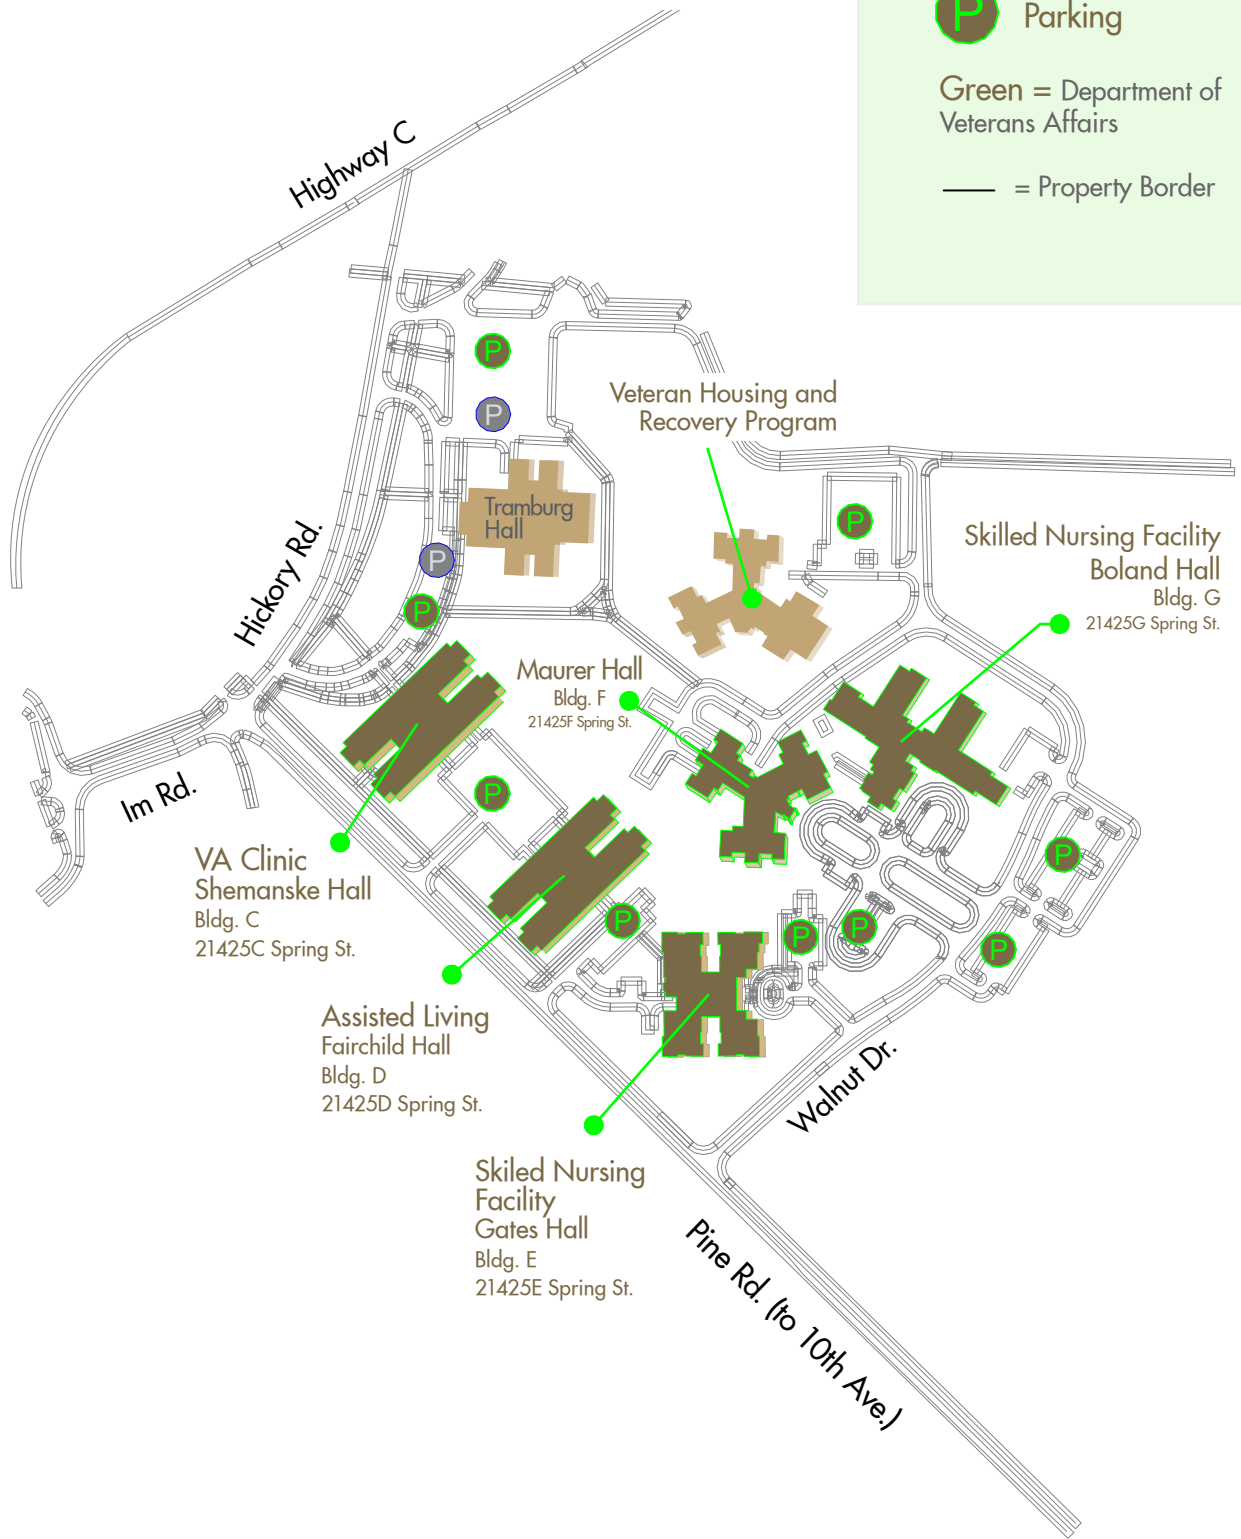 P
Parking
Green = Department of
Veterans Affairs
= Property Border
Highway C
P
P
Veteran Housing and
Recovery Program
Tramburg
Hall
P
Skilled Nursing Facility
Boland Hall
Bldg. G
21425G Spring St.
Hickory Rd.
P
P
Maurer Hall
Bldg. F
21425F Spring St.
Im Rd.
P
VA Clinic
Shemanske Hall
Bldg. C
21425C Spring St.
P
P
P
P
P
Assisted Living
Fairchild Hall
Bldg. D
21425D Spring St.
Walnut Dr.
Skiled Nursing
Facility
Gates Hall
Bldg. E
21425E Spring St.
Pine Rd. (to 10th Ave.)